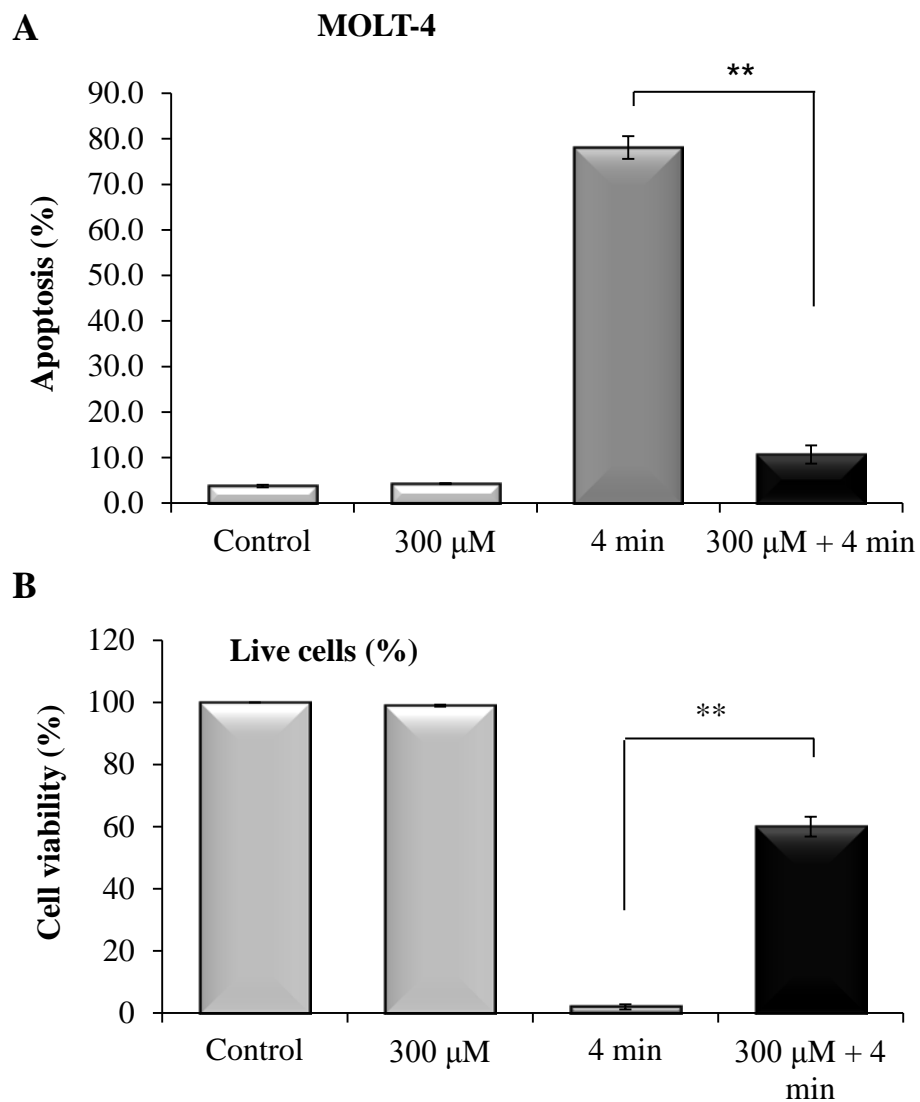 A
MOLT-4
**
Apoptosis (%)
90.0
80.0
70.0
60.0
50.0
40.0
30.0
20.0
10.0
0.0
Control
300 μM
4 min
300 μM + 4 min
B
Live cells (%)
**
Cell viability (%)
120
100
80
60
40
20
0
Control
300 μM
4 min
300 μM + 4
min